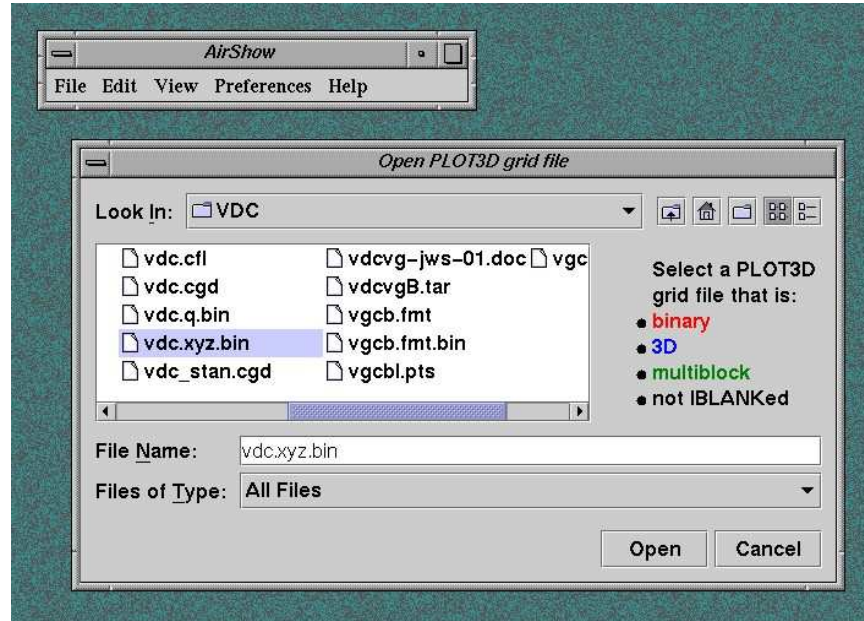 AirShow
File Edit View Preferences Help
Open PLOT3D grid file
Look In: VDC
vdc.cfl vdcvg-jws-01.doc vgc
vdc.cgd vdcvgB.tar
vdc.q.bin vgcb.fmt
vdc.xyz.bin vgcb.fmt.bin
vdc_stan.cgd vgcbl.pts
Select a PLOT3D
grid file that is:
binary
3D
multiblock
not IBLANKed
File Name: vdc.xyz.bin
Files of Type: All Files
Open Cancel